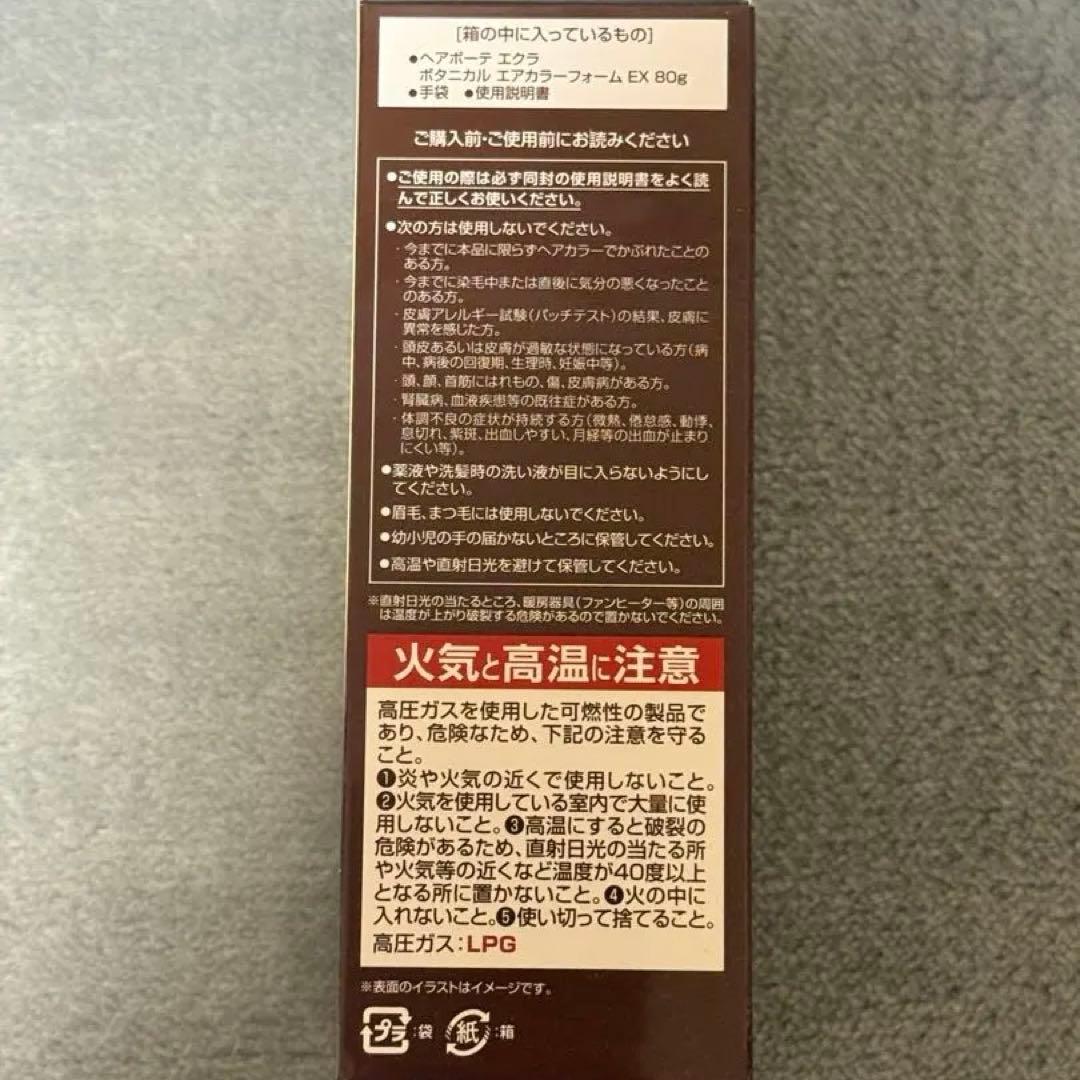 [箱の中に入っているもの]
●ヘアボーテ エクラ
ボタニカル エアカラーフォーム EX 80g
●手袋 ●使用説明書
ご購入前・ご使用前にお読みください
●ご使用の際は必ず同封の使用説明書をよく読
んで正しくお使いください。
●次の方は使用しないでください。
・今までに本品に限らずヘアカラーでかぶれたことの
ある方。
・今までに染毛中または直後に気分の悪くなったこと
のある方。
・皮膚アレルギー試験(パッチテスト)の結果、皮膚に
異常を感じた方。
・頭皮あるいは皮膚が過敏な状態になっている方(病
中、病後の回復期、生理時、妊娠中等)。
・頭、顔、首筋にはれもの、傷、皮膚病がある方。
・腎臓病、血液疾患等の既往症がある方。
・体調不良の症状が持続する方(微熱、倦怠感、動悸、
息切れ、紫斑、出血しやすい、月経等の出血が止まり
にくい等)。
●薬液や洗髪時の洗い液が目に入らないようにし
てください。
●眉毛、まつ毛には使用しないでください。
●幼小児の手の届かないところに保管してください。
●高温や直射日光を避けて保管してください。
※直射日光の当たるところ、暖房器具(ファンヒーター等)の周囲
は温度が上がり破裂する危険があるので置かないでください。
火気と高温に注意
高圧ガスを使用した可燃性の製品で
あり、危険なため、下記の注意を守る
こと。
❶炎や火気の近くで使用しないこと。
❷火気を使用している室内で大量に使
用しないこと。❸高温にすると破裂の
危険があるため、直射日光の当たる所
や火気等の近くなど温度が40度以上
となる所に置かないこと。❹火の中に
入れないこと。❺使い切って捨てること。
高圧ガス:LPG
※表面のイラストはイメージです。
プラ:袋 紙:箱